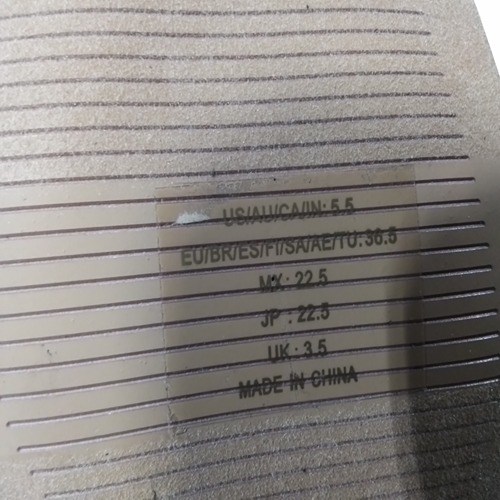 US/AU/CA/IN: 5.5
EU/BR/ES/FI/SA/AE/TU: 36.5
MX: 22.5
JP : 22.5
UK : 3.5
MADE IN CHINA